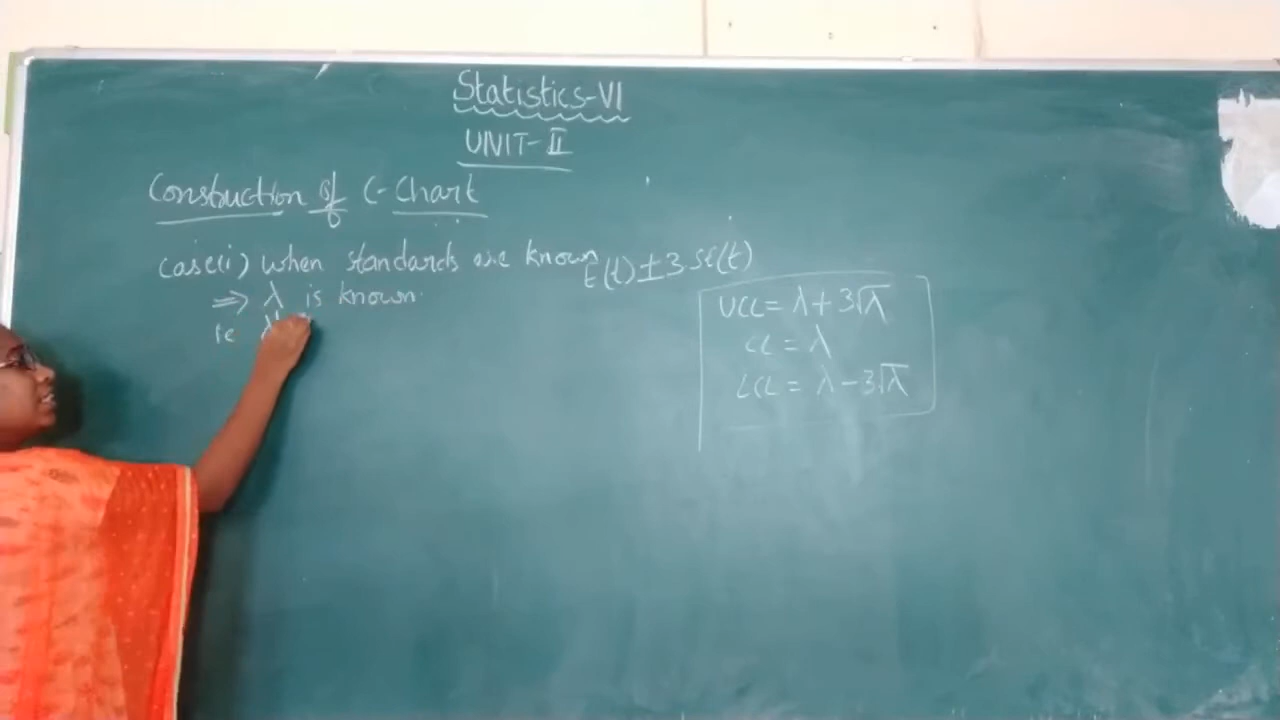 Statistics-VI
UNIT-II
Construction of C-Chart
case(i) when standards are known
E(t) ± 3 SE(t)
=> λ is known.
ie λ'
UCL = λ + 3√λ
CL = λ
LCL = λ - 3√λ